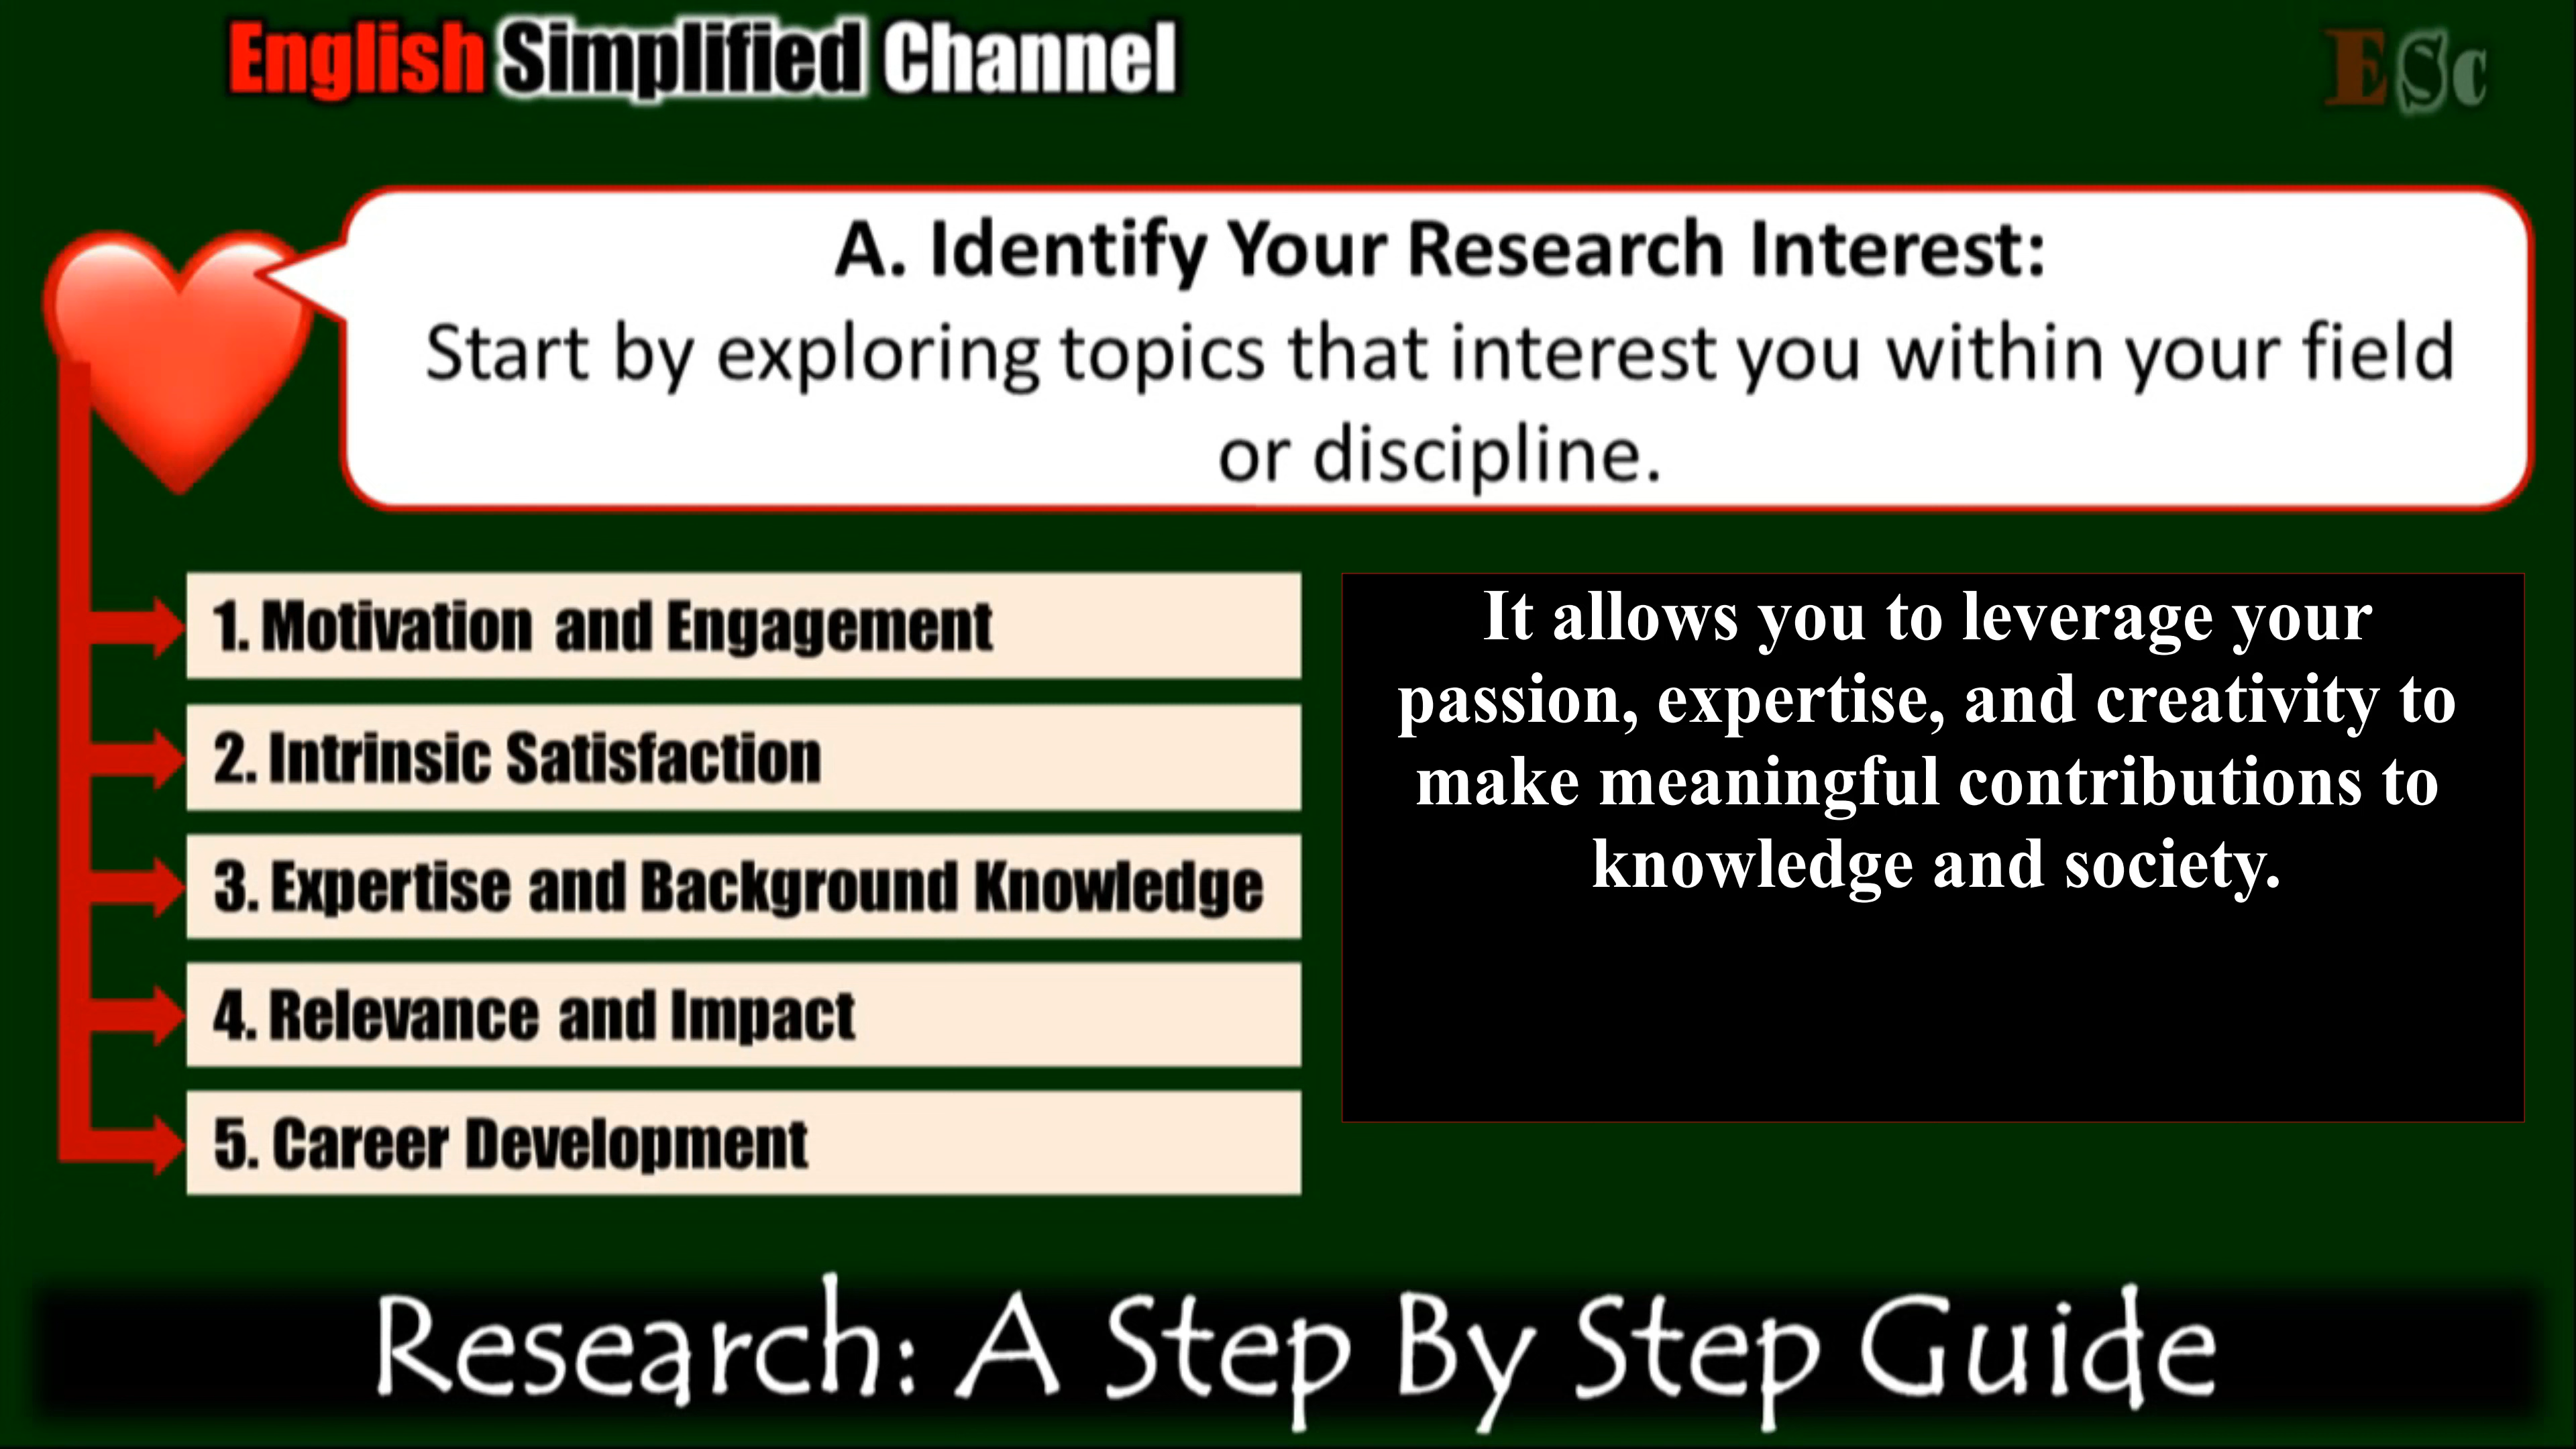 English Simplified Channel
ESc
A. Identify Your Research Interest:
Start by exploring topics that interest you within your field
or discipline.
1. Motivation and Engagement
2. Intrinsic Satisfaction
3. Expertise and Background Knowledge
4. Relevance and Impact
5. Career Development
It allows you to leverage your
passion, expertise, and creativity to
make meaningful contributions to
knowledge and society.
Research: A Step By Step Guide